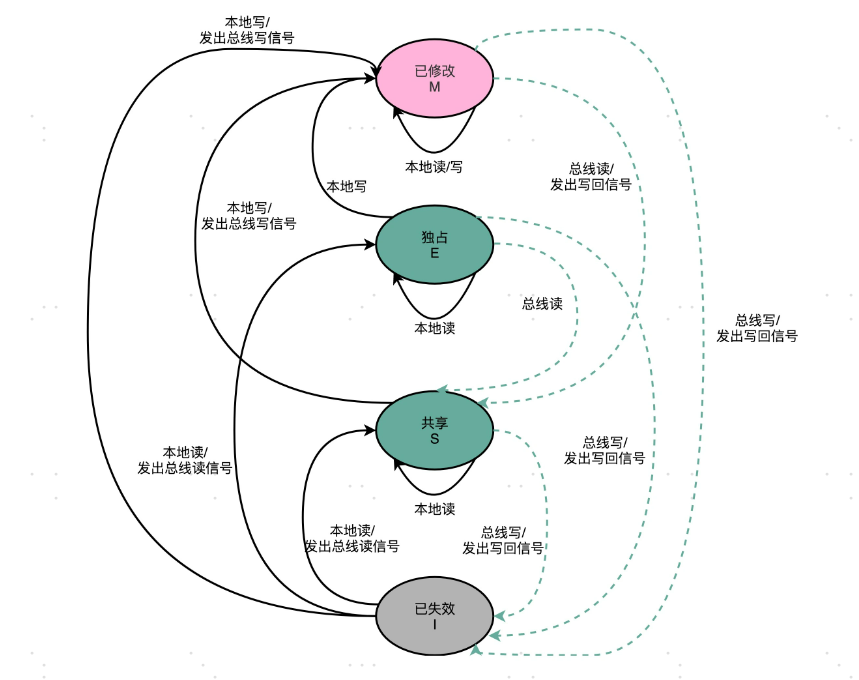 本地写/
发出总线写信号
已修改
M
本地读/写
总线读/
发出写回信号
本地写
本地写/
发出总线写信号
独占
E
总线读
本地读
总线写/
发出写回信号
共享
S
总线写/
发出写回信号
本地读/
发出总线读信号
本地读
本地读/
发出总线读信号
总线写/
发出写回信号
已失效
I